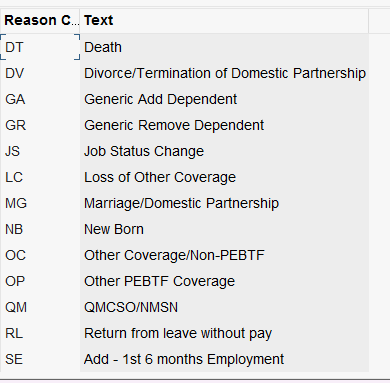 Reason C... Text
DT Death
DV Divorce/Termination of Domestic Partnership
GA Generic Add Dependent
GR Generic Remove Dependent
JS Job Status Change
LC Loss of Other Coverage
MG Marriage/Domestic Partnership
NB New Born
OC Other Coverage/Non-PEBTF
OP Other PEBTF Coverage
QM QMCSO/NMSN
RL Return from leave without pay
SE Add - 1st 6 months Employment